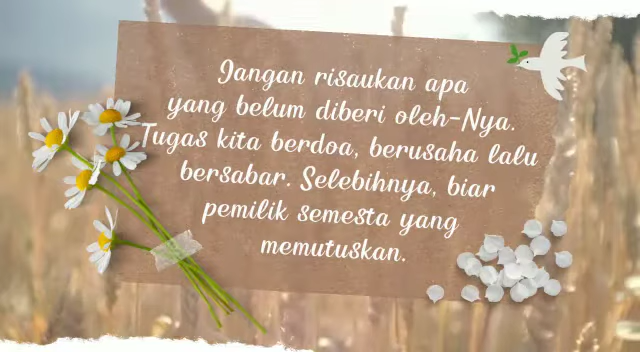 Jangan risaukan apa
yang belum diberi oleh-Nya.
Tugas kita berdoa, berusaha lalu
bersabar. Selebihnya, biar
pemilik semesta yang
memutuskan.